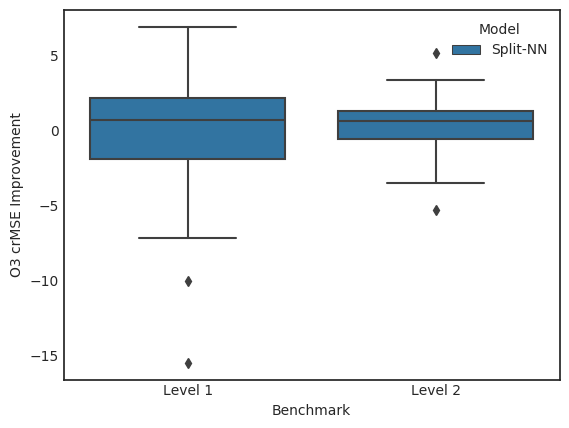 Model
Split-NN
5
0
−5
−10
−15
O3 crMSE Improvement
Level 1
Level 2
Benchmark